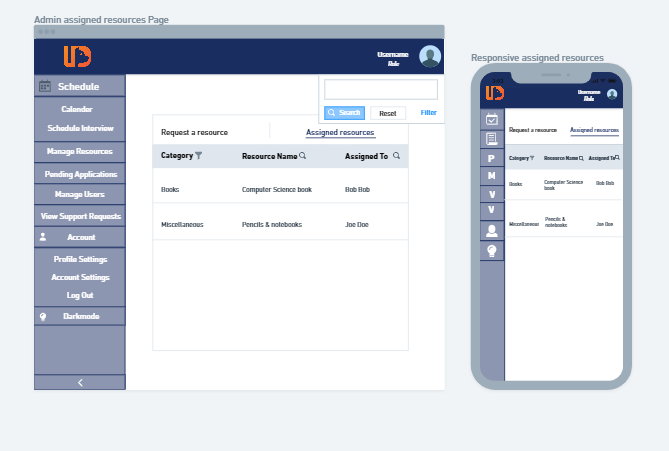 Admin assigned resources Page
UD
Username
Role
Schedule
Calender
Schedule Interview
Manage Resources
Pending Applications
Manage Users
View Support Requests
Account
Profile Settings
Account Settings
Log Out
Darkmode
Search
Reset
Filter
Request a resource
Assigned resources
Category
Resource Name
Assigned To
Books
Computer Science book
Bob Bob
Miscellaneous
Pencils & notebooks
Joe Doe
Responsive assigned resources
UD
Username
Role
P
M
V
V
Request a resource
Assigned resources
Category
Resource Name
Assigned To
Books
Computer Science
book
Bob Bob
Miscellaneous
Pencils &
notebooks
Joe Doe